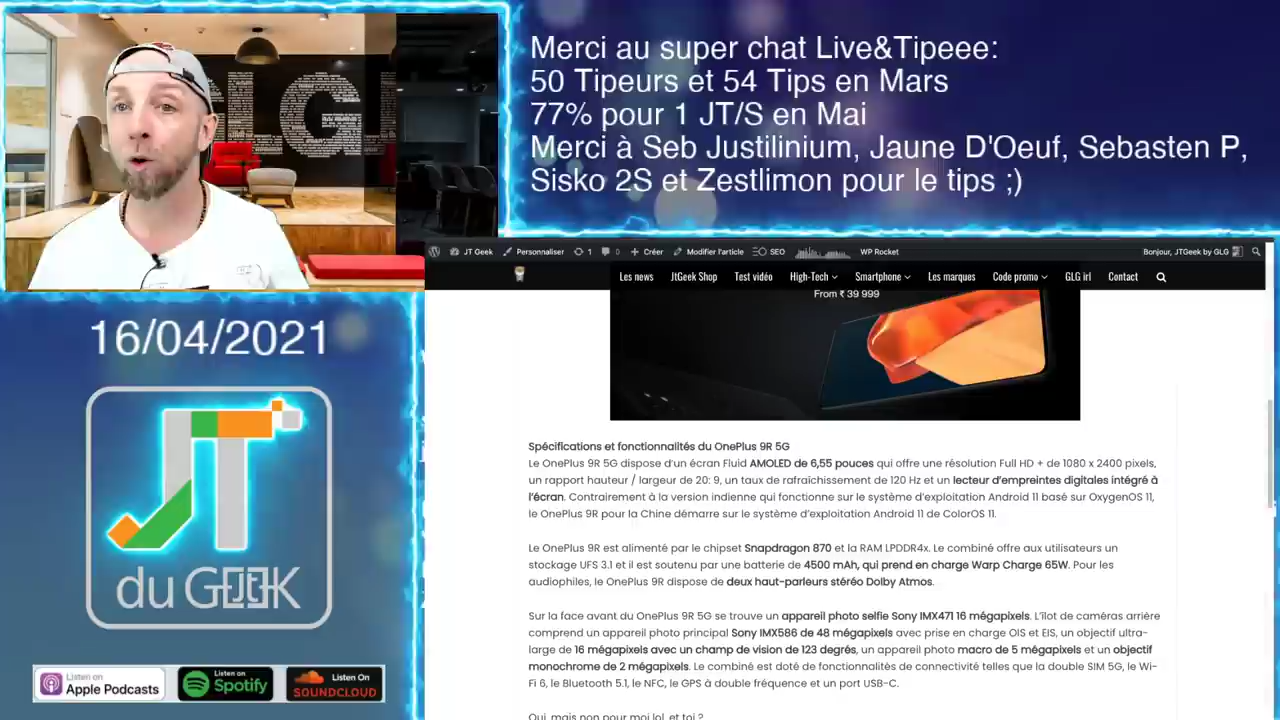 Merci au super chat Live&Tipeee:
50 Tipeurs et 54 Tips en Mars
77% pour 1 JT/S en Mai
Merci à Seb Justilinium, Jaune D'Oeuf, Sebasten P,
Sisko 2S et Zestlimon pour le tips ;)
GLG
JT Geek Personnaliser 1 0 Créer Modifier l'article SEO WP Rocket Bonjour, JTGeek by GLG
Les news JtGeek Shop Test vidéo High-Tech Smartphone Les marques Code promo GLG irl Contact
From ₹ 39 999
16/04/2021
JT
du GEEK
Listen on
Apple Podcasts
Listen on
Spotify
Listen On
SOUNDCLOUD
Spécifications et fonctionnailtés du OnePlus 9R 5G
Le OnePlus 9R 5G dispose d'un écran Fluid AMOLED de 6,55 pouces qui offre une résolution Full HD + de 1080 x 2400 pixels,
un rapport hauteur / largeur de 20: 9, un taux de rafraîchissement de 120 Hz et un lecteur d'empreintes digitales intégré à
l'écran. Contrairement à la version indienne qui fonctionne sur le système d'exploitation Android 11 basé sur OxygenOS 11,
le OnePlus 9R pour la Chine démarre sur le système d'exploitation Android 11 de ColorOS 11.
Le OnePlus 9R est alimenté par le chipset Snapdragon 870 et la RAM LPDDR4x. Le combiné offre aux utilisateurs un
stockage UFS 3.1 et il est soutenu par une batterie de 4500 mAh, qui prend en charge Warp Charge 65W. Pour les
audiophiles, le OnePlus 9R dispose de deux haut-parleurs stéréo Dolby Atmos.
Sur la face avant du OnePlus 9R 5G se trouve un appareil photo selfie Sony IMX471 16 mégapixels. L'îlot de caméras arrière
comprend un appareil photo principal Sony IMX586 de 48 mégapixels avec prise en charge OIS et EIS, un objectif ultra-
large de 16 mégapixels avec un champ de vision de 123 degrés, un appareil photo macro de 5 mégapixels et un objectif
monochrome de 2 mégapixels. Le combiné est doté de fonctionnalités de connectivité telles que la double SIM 5G, le Wi-
Fi 6, le Bluetooth 5.1, le NFC, le GPS à double fréquence et un port USB-C.
Oui, mais non pour moi lol, et toi ?